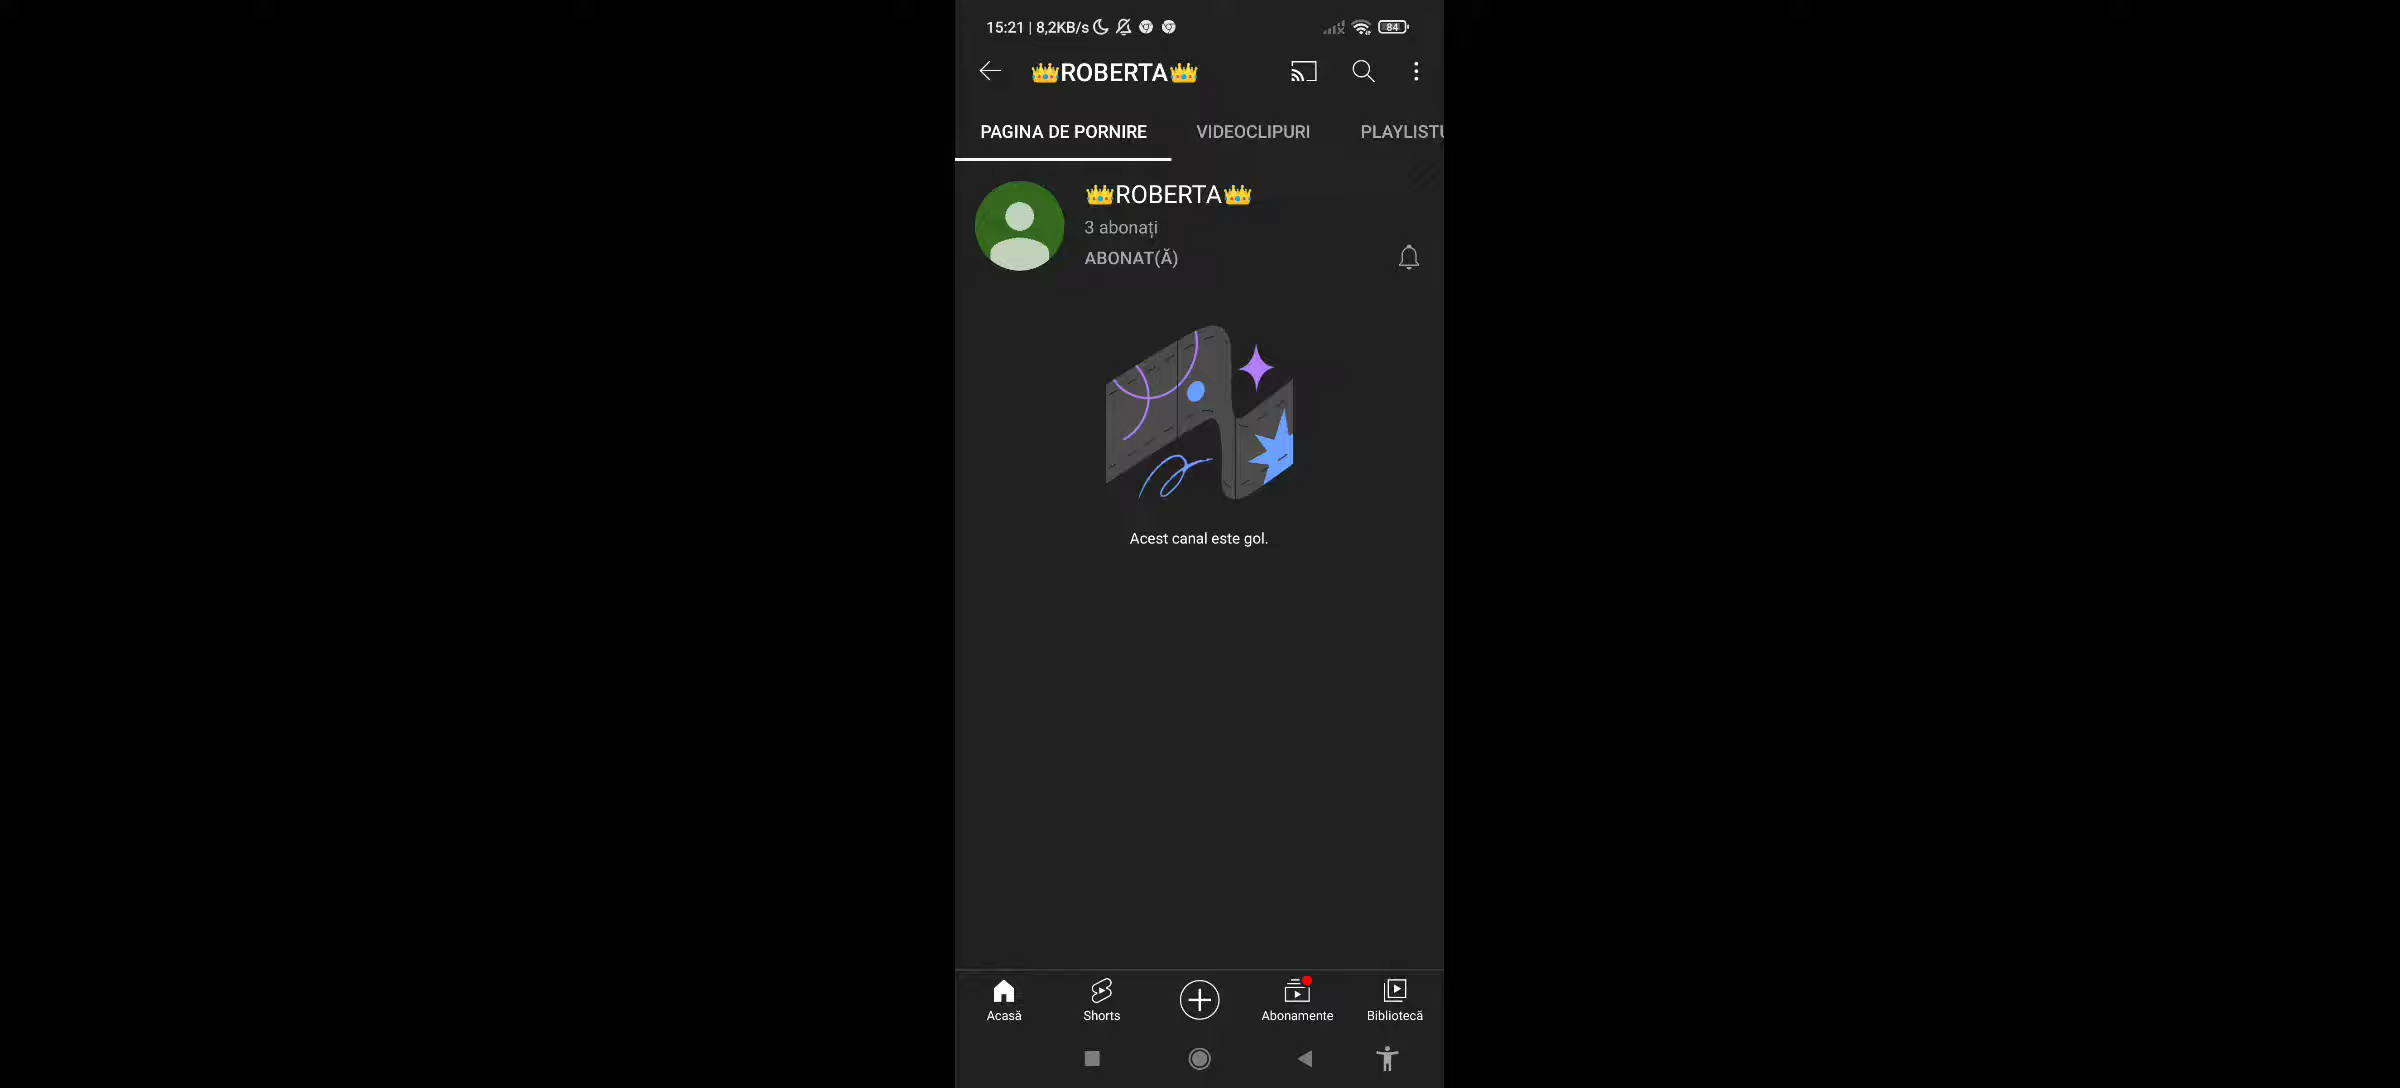 15:21 | 8,2KB/s 84
👑ROBERTA👑
PAGINA DE PORNIRE VIDEOCLIPURI PLAYLISTU
👑ROBERTA👑
3 abonați
ABONAT(Ă)
Acest canal este gol.
Acasă Shorts Abonamente Bibliotecă